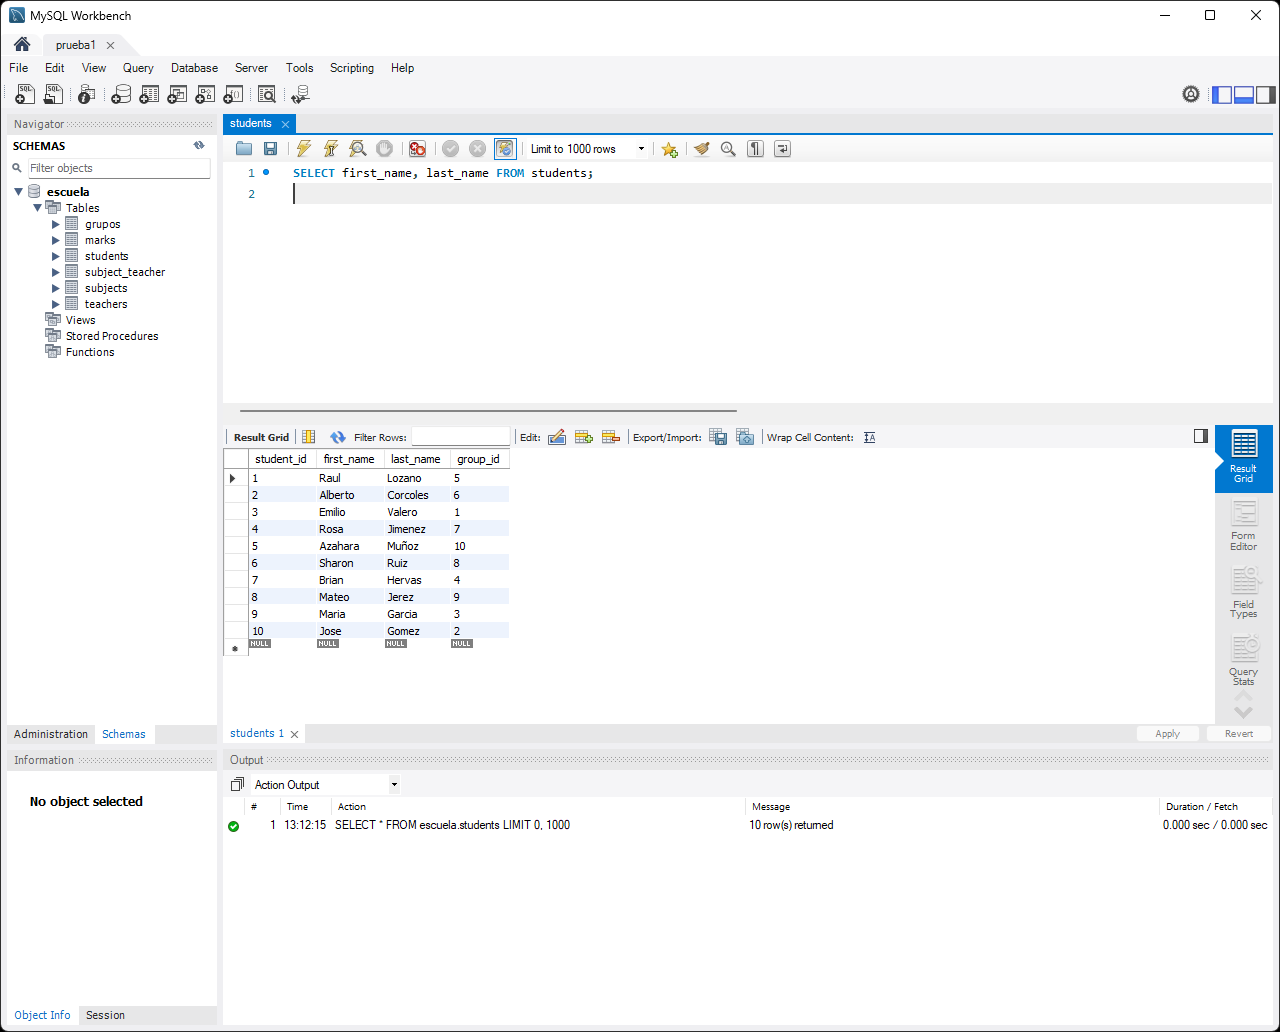 MySQL Workbench
prueba1
File Edit View Query Database Server Tools Scripting Help
Navigator
SCHEMAS
Filter objects
escuela
Tables
grupos
marks
students
subject_teacher
subjects
teachers
Views
Stored Procedures
Functions
Administration Schemas
Information
No object selected
Object Info Session
students
Limit to 1000 rows
1 SELECT first_name, last_name FROM students;
2
Result Grid Filter Rows: Edit: Export/Import: Wrap Cell Content:
student_id first_name last_name group_id
1 Raul Lozano 5
2 Alberto Corcoles 6
3 Emilio Valero 1
4 Rosa Jimenez 7
5 Azahara Muñoz 10
6 Sharon Ruiz 8
7 Brian Hervas 4
8 Mateo Jerez 9
9 Maria Garcia 3
10 Jose Gomez 2
NULL NULL NULL NULL
Result
Grid
Form
Editor
Field
Types
Query
Stats
students 1
Apply Revert
Output
Action Output
# Time Action Message Duration / Fetch
1 13:12:15 SELECT * FROM escuela.students LIMIT 0, 1000 10 row(s) returned 0.000 sec / 0.000 sec